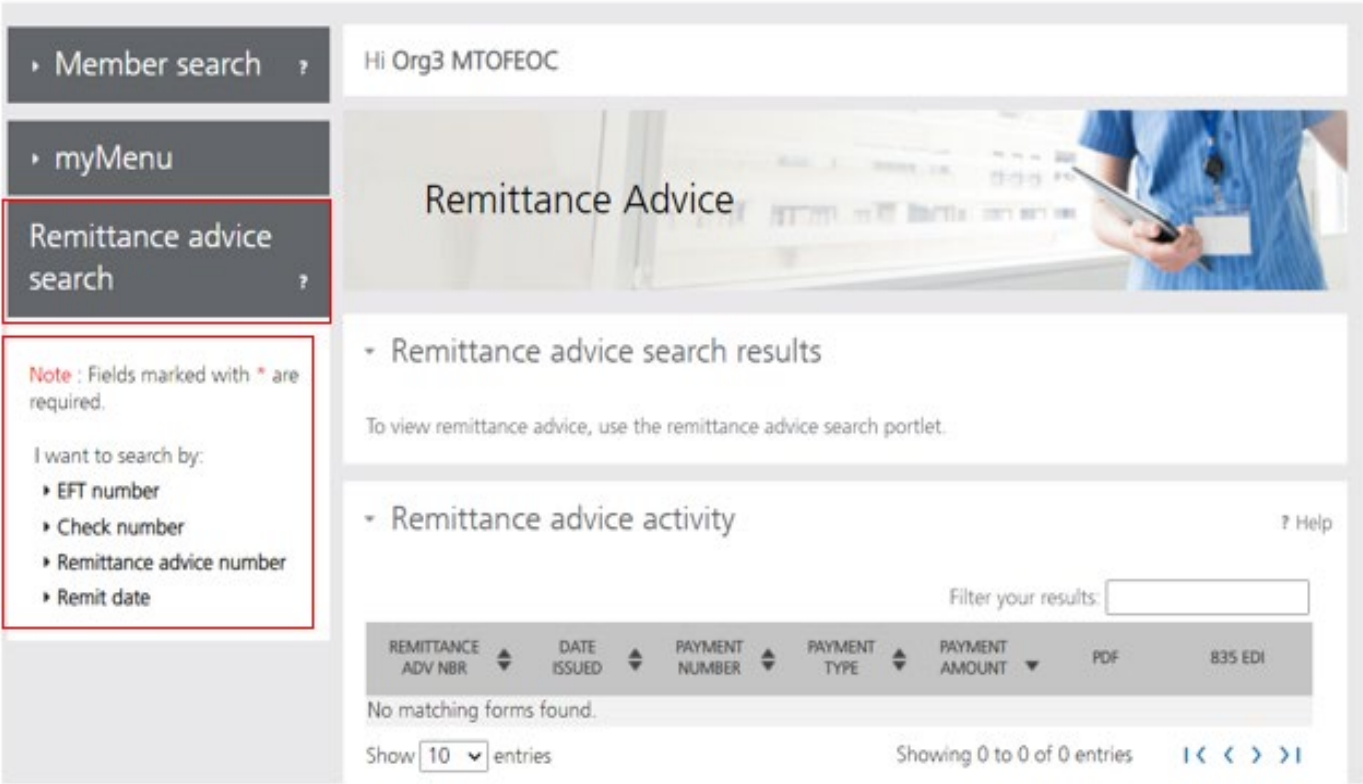 Member search ?
myMenu
Remittance advice
search ?
Note : Fields marked with * are
required.
I want to search by:
EFT number
Check number
Remittance advice number
Remit date
Hi Org3 MTOFEOC
Remittance Advice
Remittance advice search results
To view remittance advice, use the remittance advice search portlet.
Remittance advice activity
? Help
Filter your results:
REMITTANCE ADV NBR DATE ISSUED PAYMENT NUMBER PAYMENT TYPE PAYMENT AMOUNT PDF 835 EDI
No matching forms found.
Show 10 entries Showing 0 to 0 of 0 entries